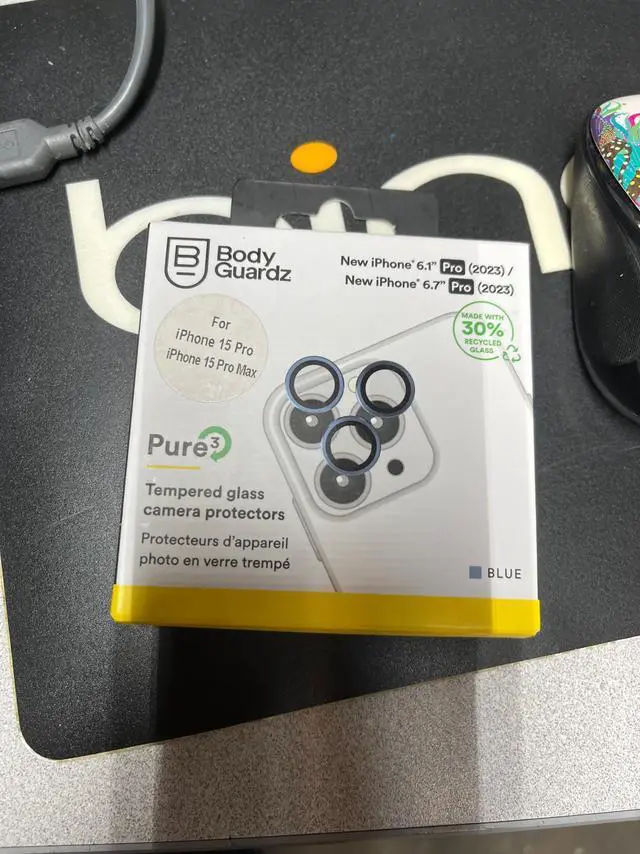 Body
Guardz
New iPhone® 6.1" Pro (2023) /
New iPhone® 6.7" Pro (2023)
MADE WITH
30%
RECYCLED
GLASS
For
iPhone 15 Pro
iPhone 15 Pro Max
Pure³
Tempered glass
camera protectors
Protecteurs d'appareil
photo en verre trempé
BLUE